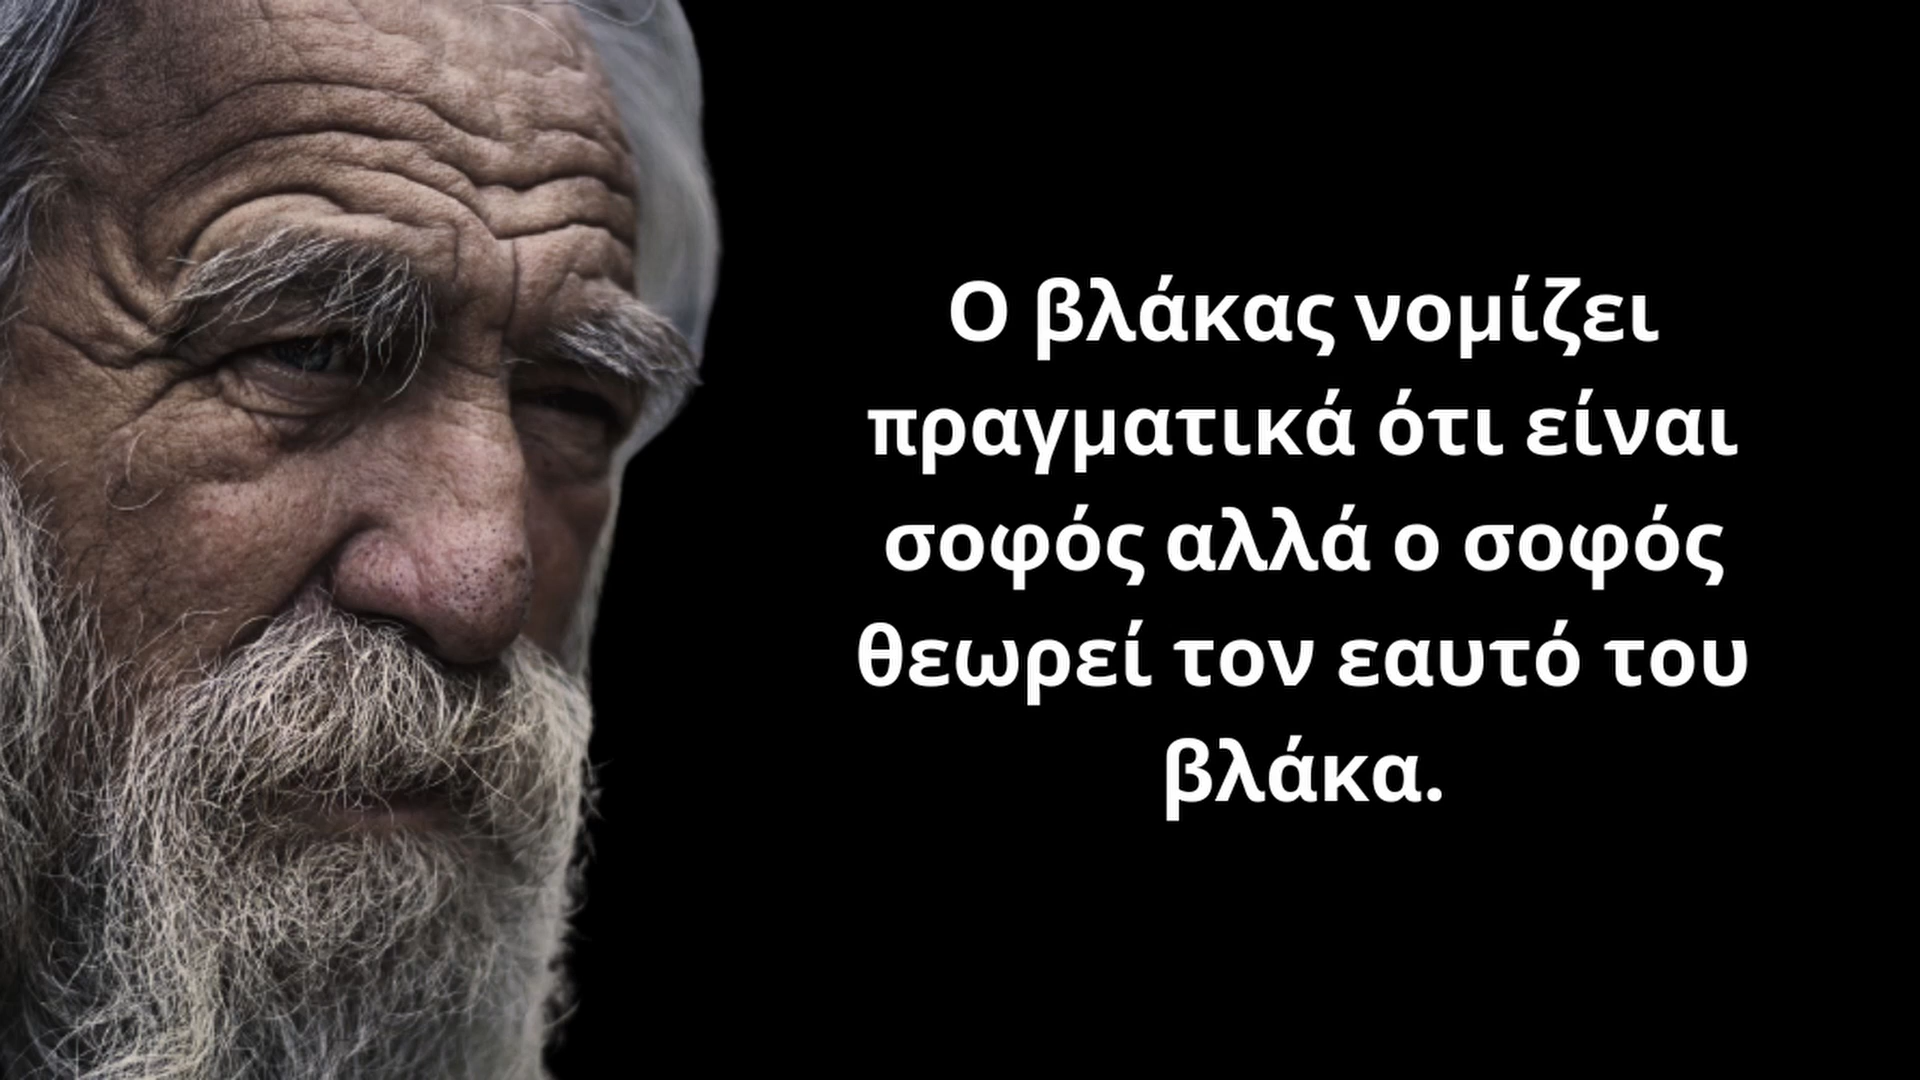 Ο βλάκας νομίζει
πραγματικά ότι είναι
σοφός αλλά ο σοφός
θεωρεί τον εαυτό του
βλάκα.